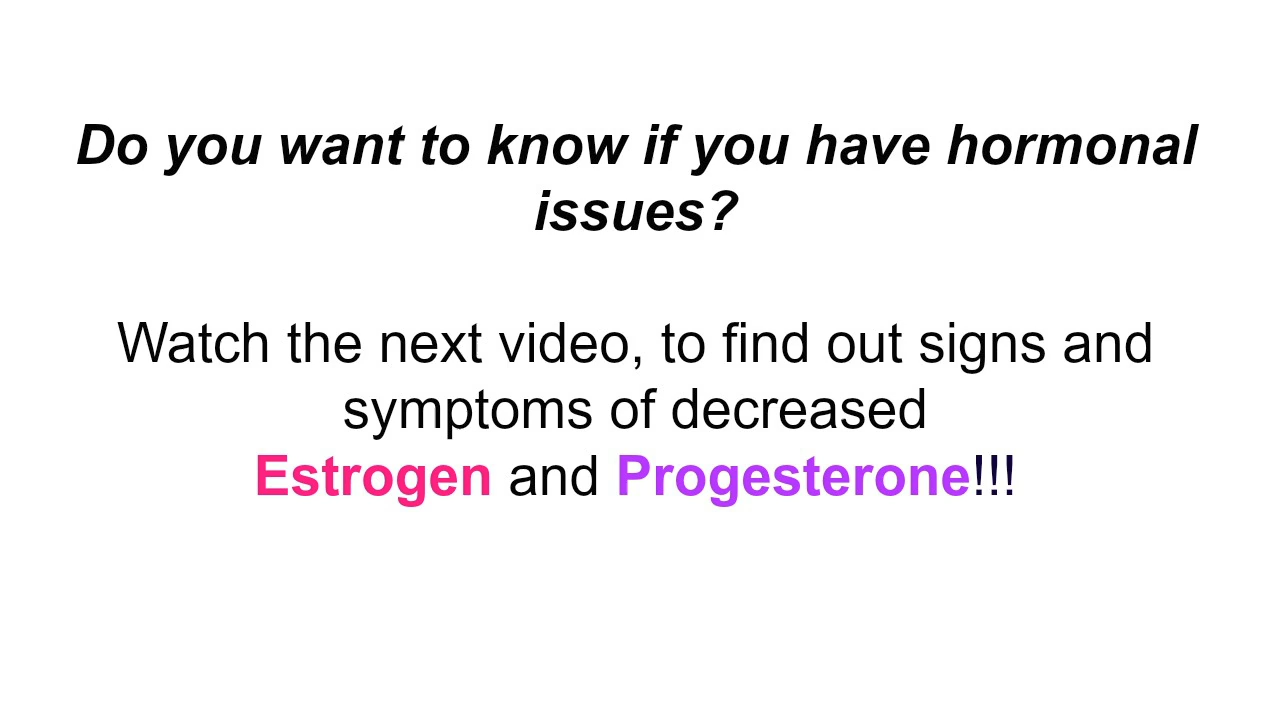 Do you want to know if you have hormonal
issues?
Watch the next video, to find out signs and
symptoms of decreased
Estrogen and Progesterone!!!